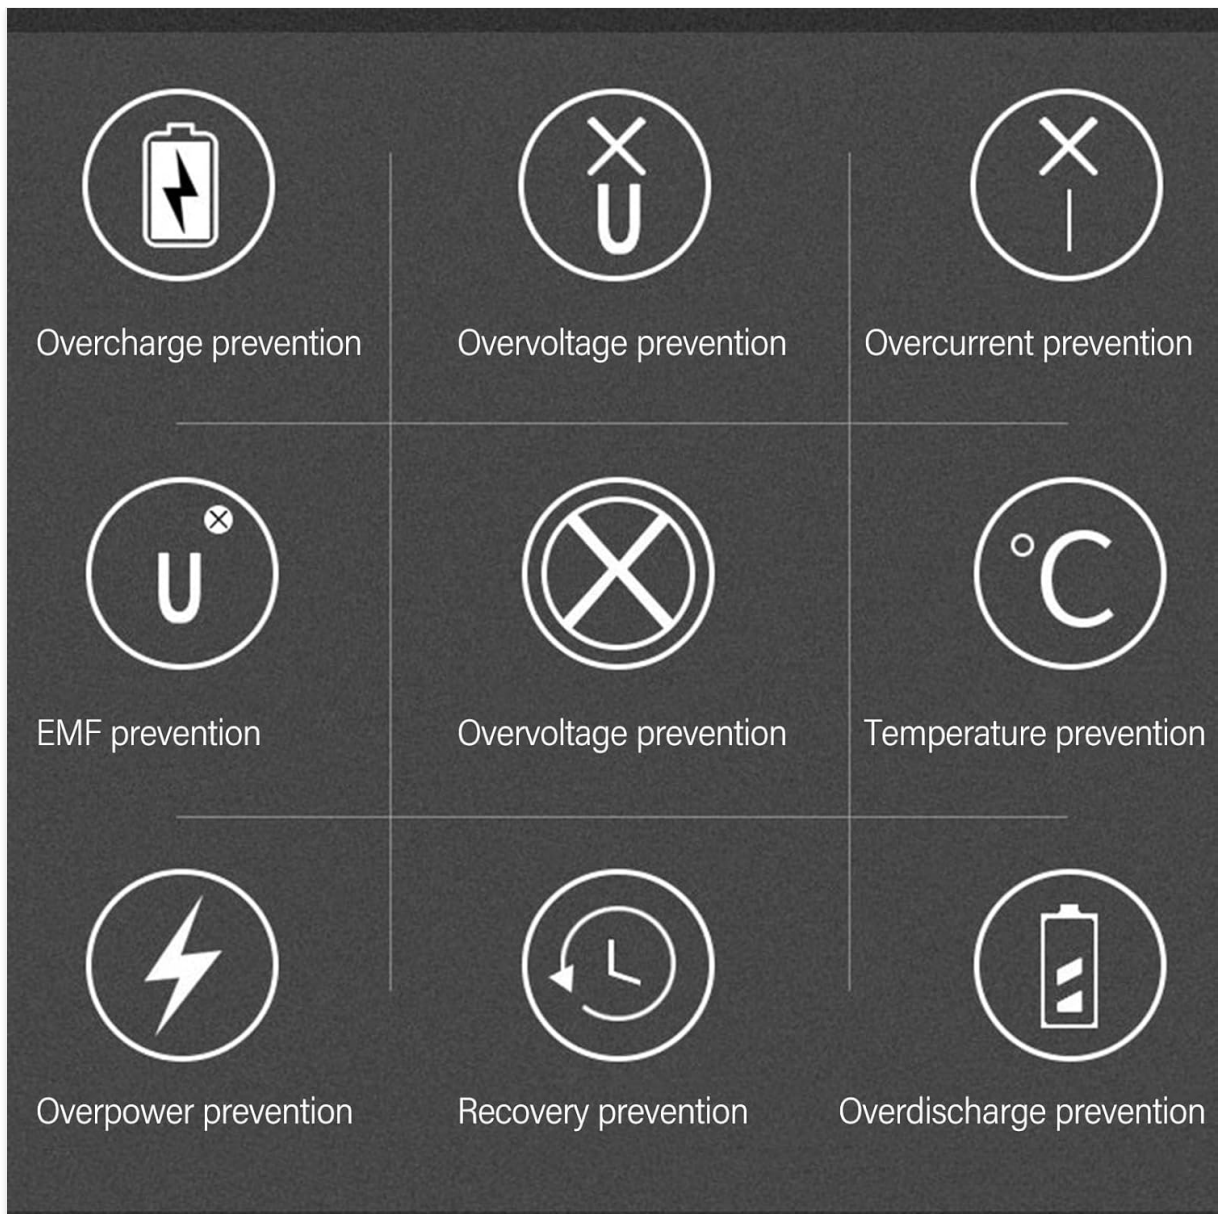 U
Overcharge prevention
Overvoltage prevention
Overcurrent prevention
U
°C
EMF prevention
Overvoltage prevention
Temperature prevention
Overpower prevention
Recovery prevention
Overdischarge prevention